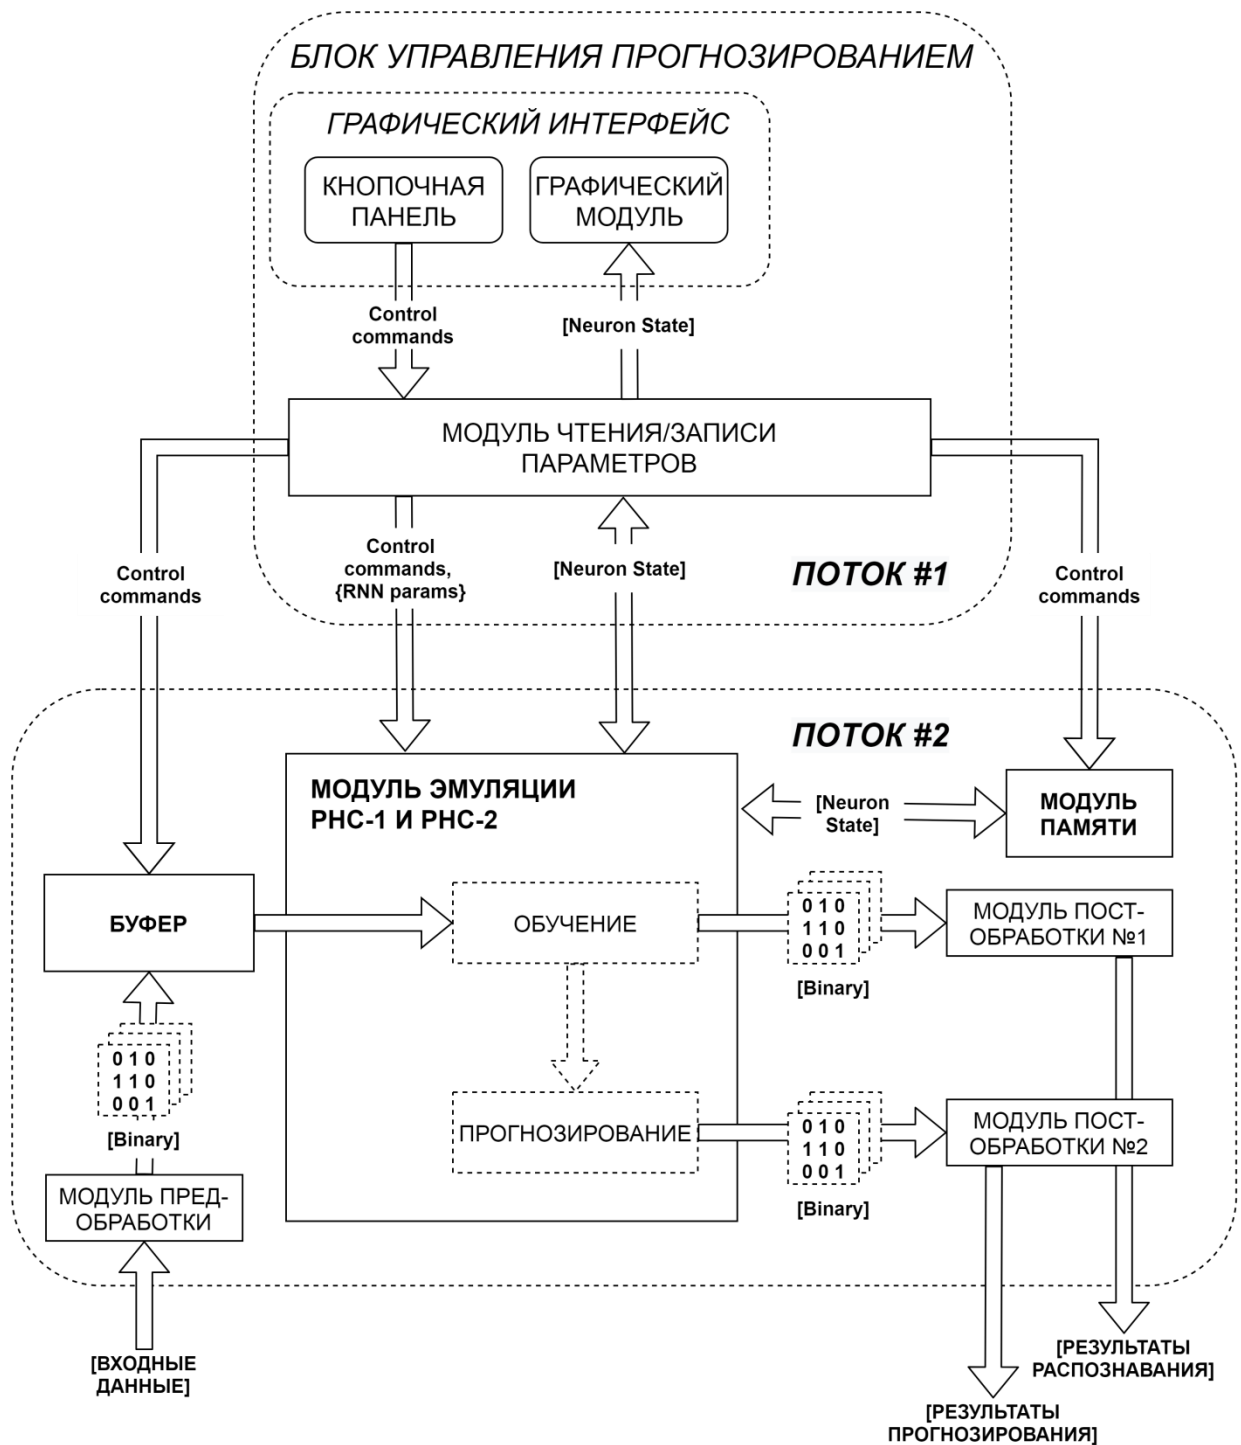 БЛОК УПРАВЛЕНИЯ ПРОГНОЗИРОВАНИЕМ
ГРАФИЧЕСКИЙ ИНТЕРФЕЙС
КНОПОЧНАЯ
ПАНЕЛЬ
ГРАФИЧЕСКИЙ
МОДУЛЬ
Control
commands
[Neuron State]
МОДУЛЬ ЧТЕНИЯ/ЗАПИСИ
ПАРАМЕТРОВ
Control
commands
Control
commands,
{RNN params}
[Neuron State]
ПОТОК #1
Control
commands
ПОТОК #2
МОДУЛЬ ЭМУЛЯЦИИ
РНС-1 И РНС-2
[Neuron
State]
МОДУЛЬ
ПАМЯТИ
БУФЕР
ОБУЧЕНИЕ
0 1 0
1 1 0
0 0 1
[Binary]
МОДУЛЬ ПОСТ-
ОБРАБОТКИ №1
0 1 0
1 1 0
0 0 1
[Binary]
ПРОГНОЗИРОВАНИЕ
0 1 0
1 1 0
0 0 1
[Binary]
МОДУЛЬ ПОСТ-
ОБРАБОТКИ №2
МОДУЛЬ ПРЕД-
ОБРАБОТКИ
[ВХОДНЫЕ
ДАННЫЕ]
[РЕЗУЛЬТАТЫ
РАСПОЗНАВАНИЯ]
[РЕЗУЛЬТАТЫ
ПРОГНОЗИРОВАНИЯ]